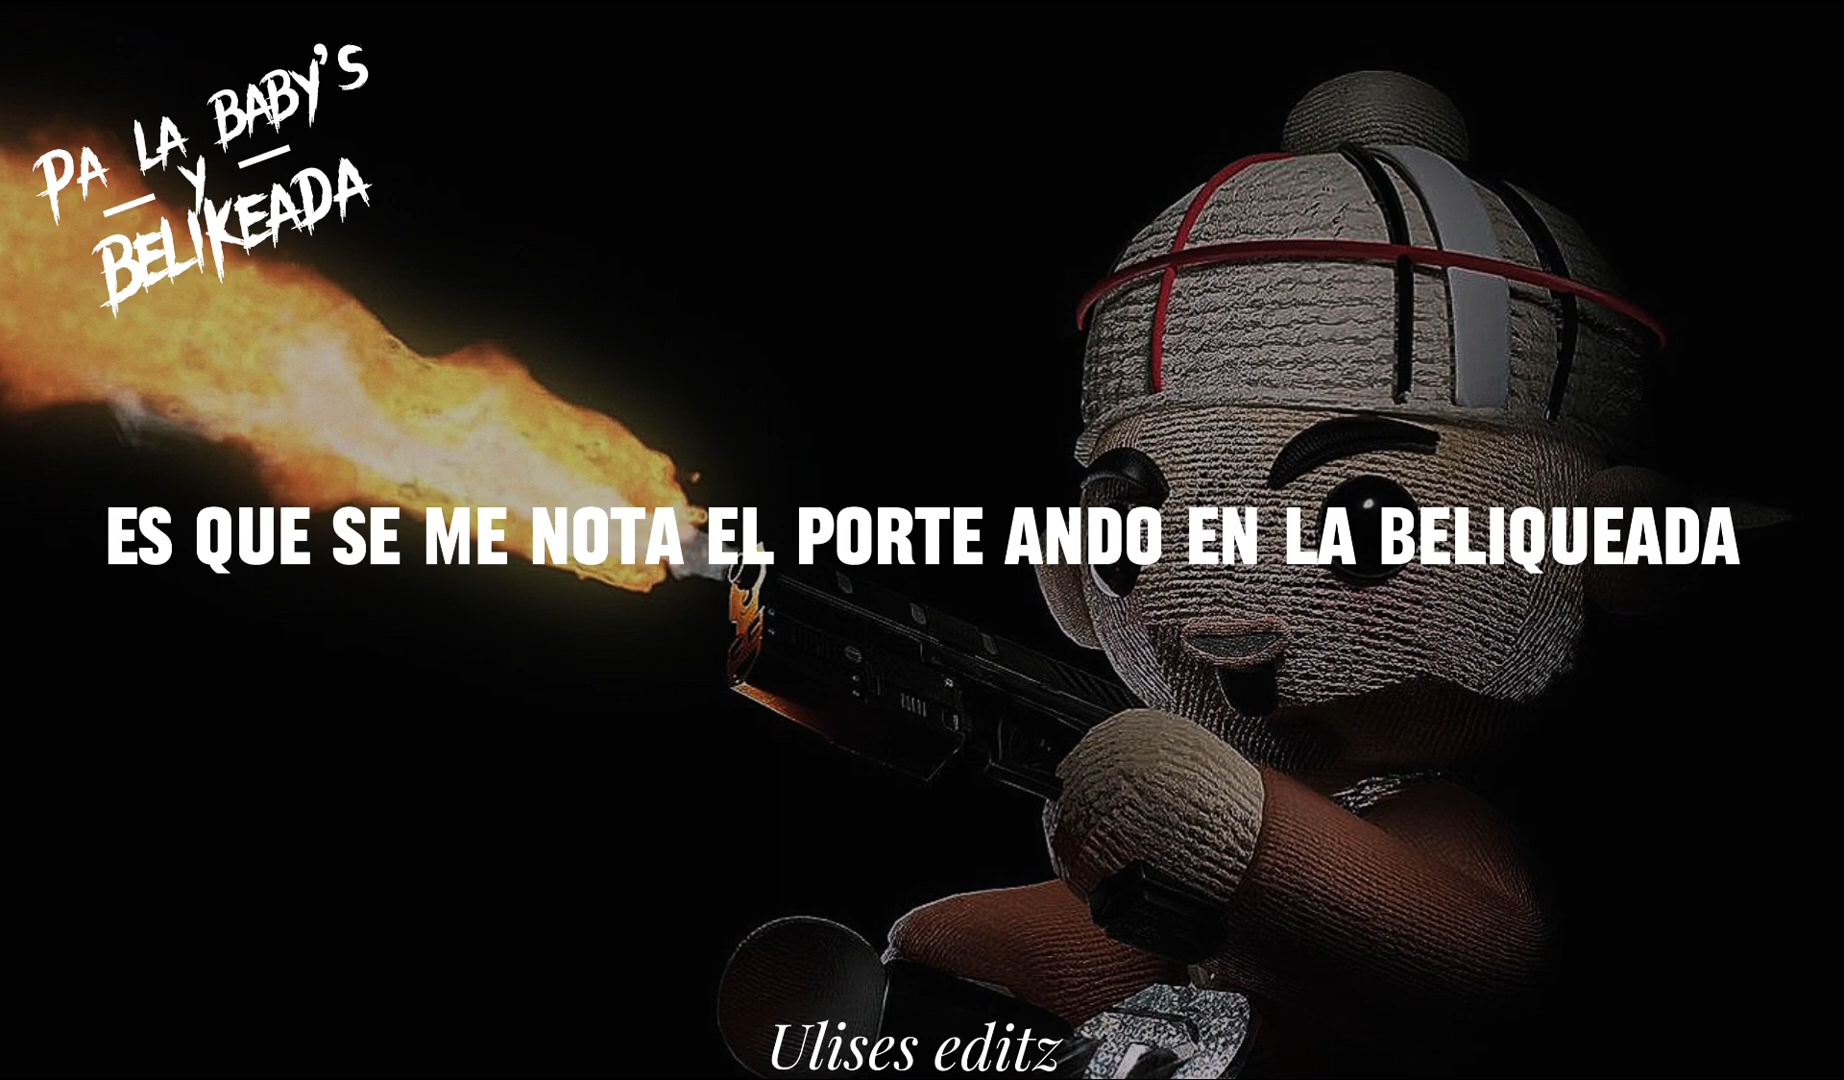 PA LA BABY'S
Y
BELIKEADA
ES QUE SE ME NOTA EL PORTE ANDO EN LA BELIQUEADA
Ulises editz